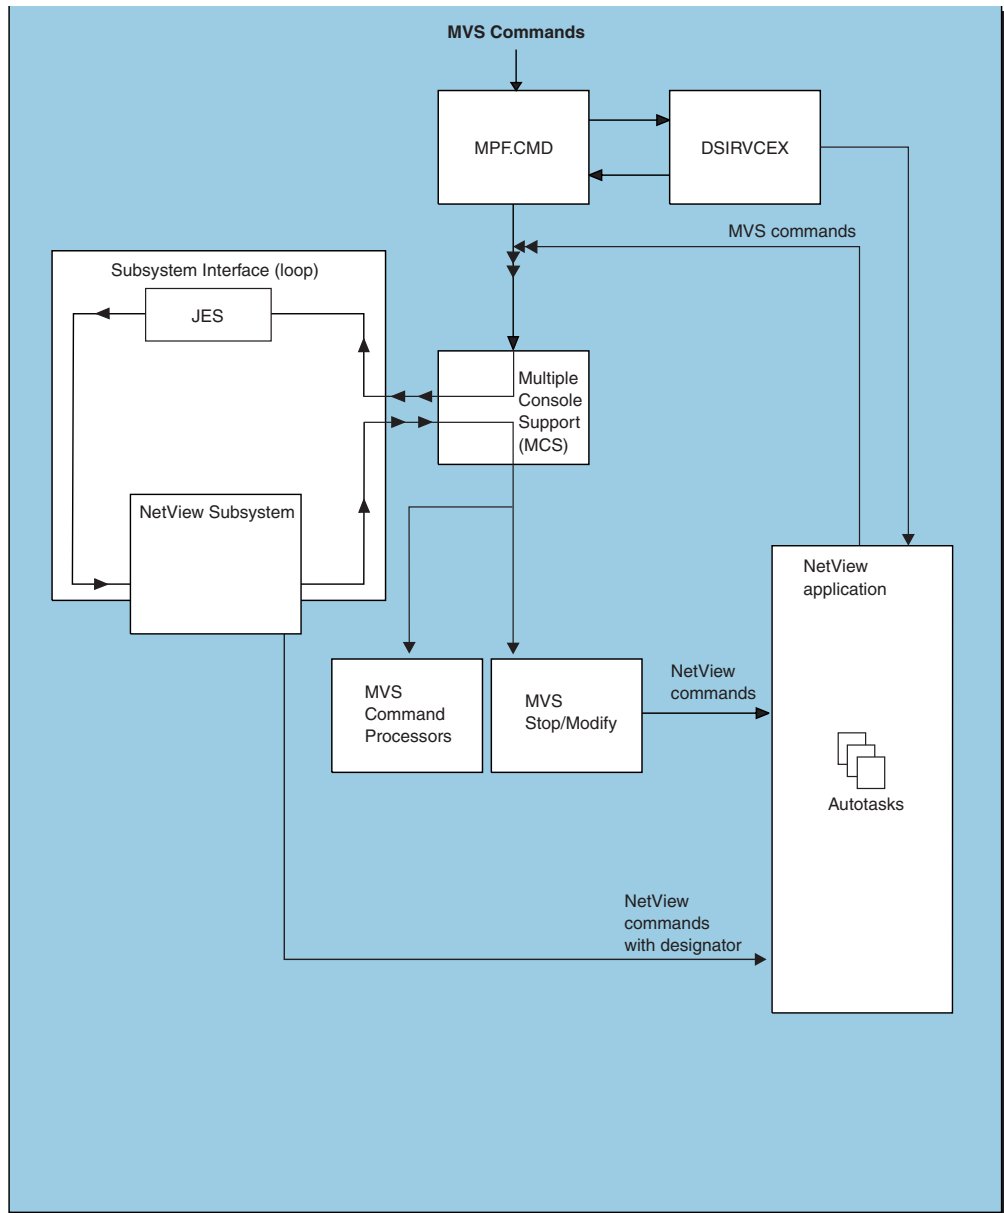 MVS Commands
MPF.CMD
DSIRVCEX
MVS commands
Subsystem Interface (loop)
JES
Multiple
Console
Support
(MCS)
NetView Subsystem
NetView
application
MVS
Command
Processors
MVS
Stop/Modify
NetView
commands
Autotasks
NetView
commands
with designator